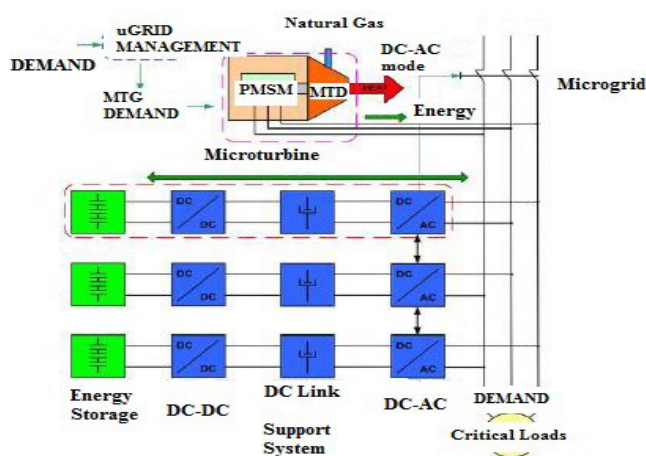 Natural Gas
uGRID
MANAGEMENT
DEMAND
DC-AC
mode
MTG
DEMAND
PMSM
MTD
HEAT
Microgrid
Energy
Microturbine
DC
DC
DC
AC
DC
DC
DC
AC
DC
DC
DC
AC
Energy
Storage
DC-DC
DC Link
Support
System
DC-AC
DEMAND
Critical Loads